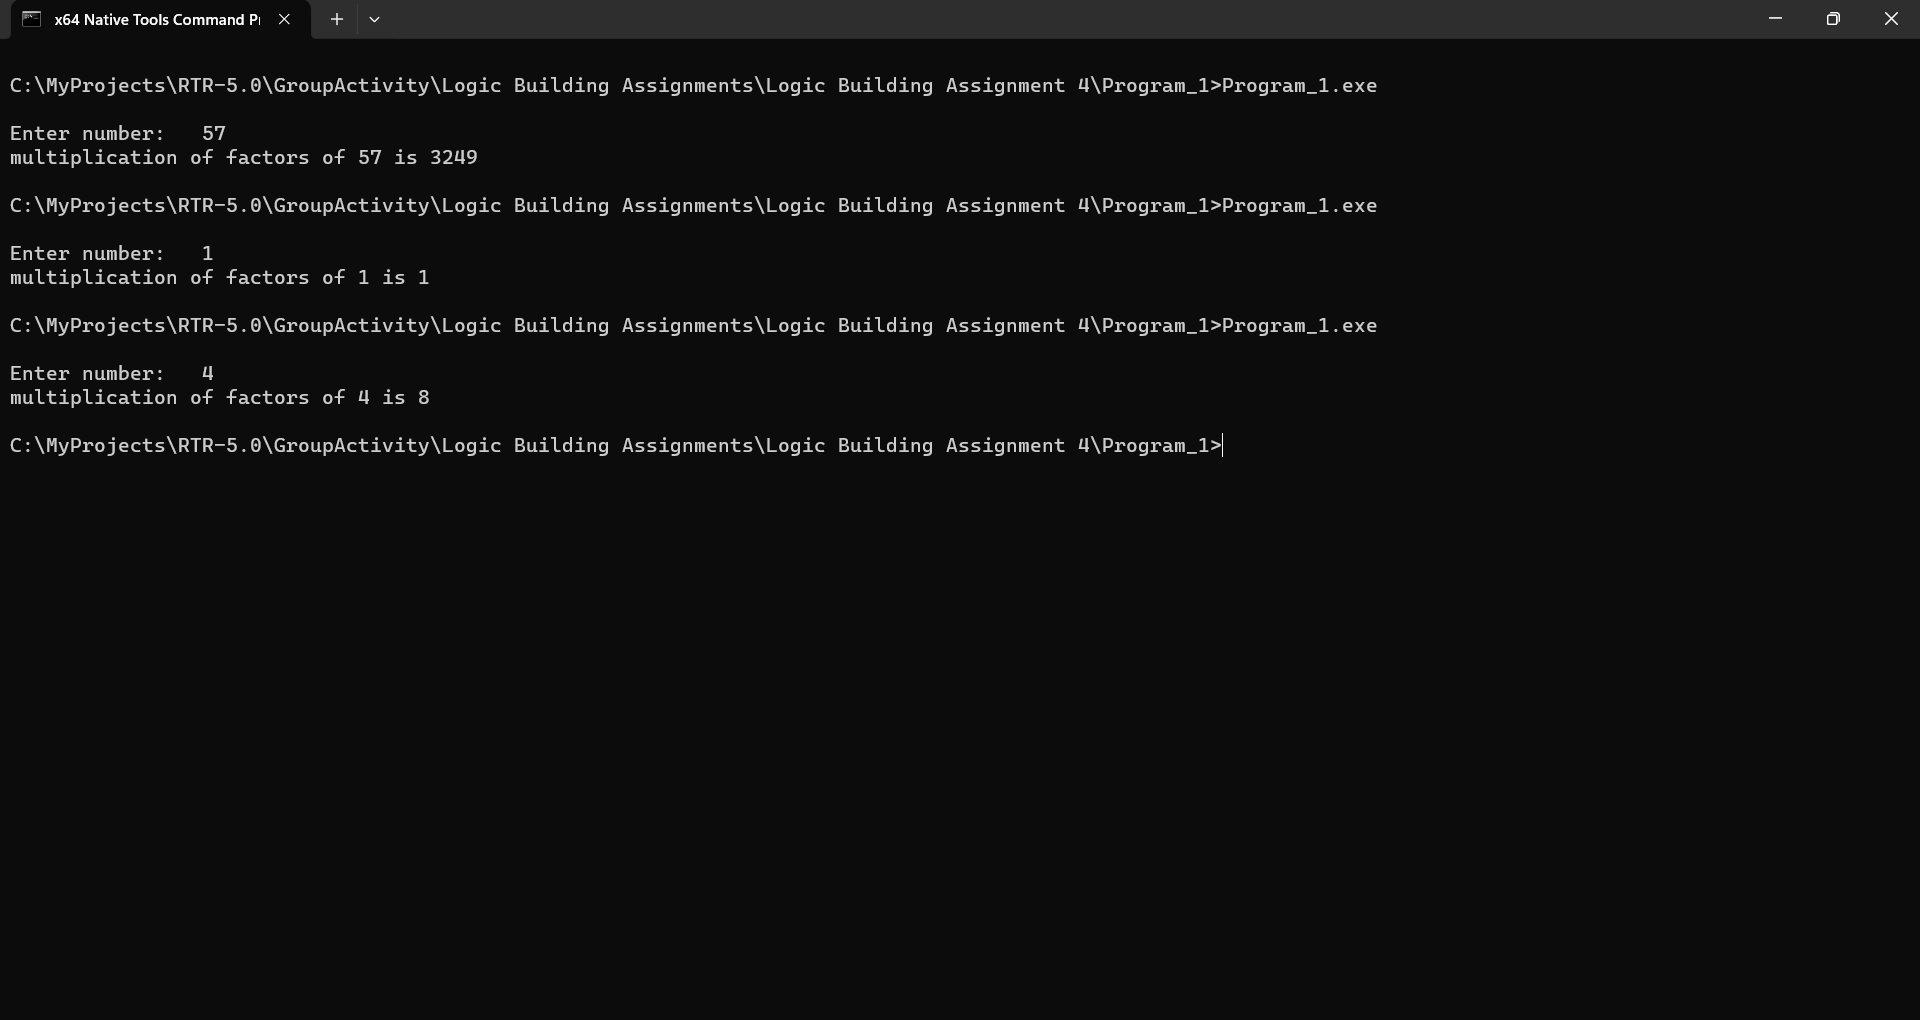 x64 Native Tools Command P
C:\MyProjects\RTR-5.0\GroupActivity\Logic Building Assignments\Logic Building Assignment 4\Program_1>Program_1.exe
Enter number:   57
multiplication of factors of 57 is 3249
C:\MyProjects\RTR-5.0\GroupActivity\Logic Building Assignments\Logic Building Assignment 4\Program_1>Program_1.exe
Enter number:   1
multiplication of factors of 1 is 1
C:\MyProjects\RTR-5.0\GroupActivity\Logic Building Assignments\Logic Building Assignment 4\Program_1>Program_1.exe
Enter number:   4
multiplication of factors of 4 is 8
C:\MyProjects\RTR-5.0\GroupActivity\Logic Building Assignments\Logic Building Assignment 4\Program_1>